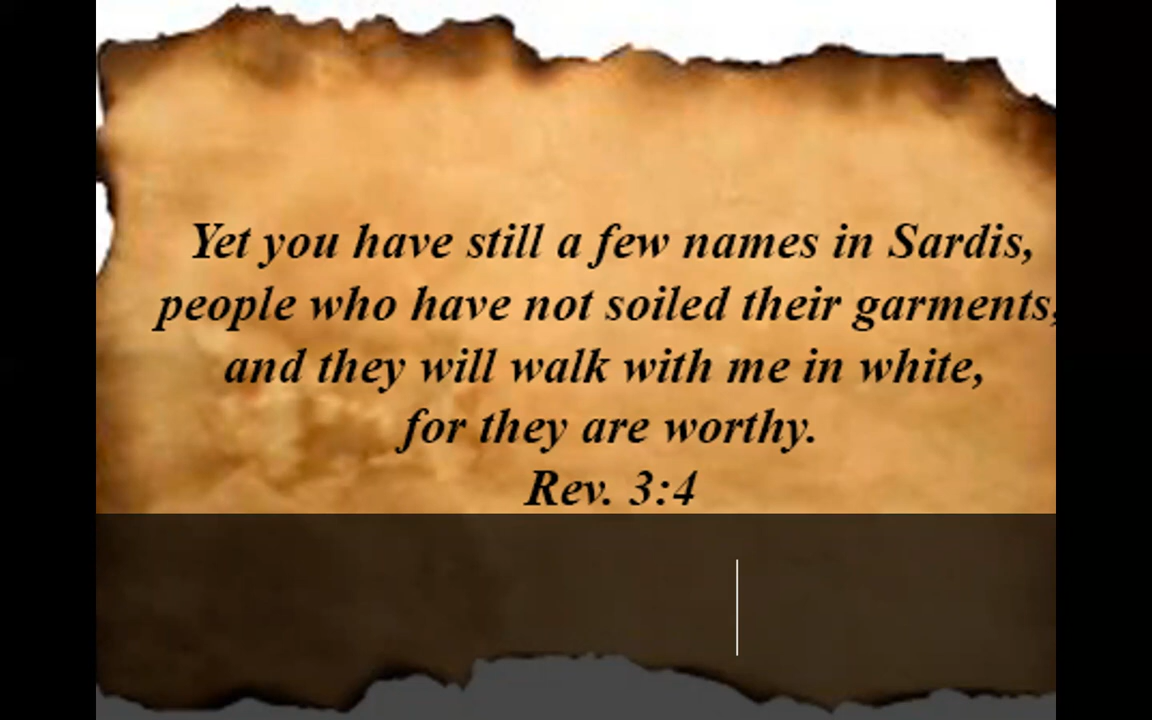 Yet you have still a few names in Sardis,
people who have not soiled their garments,
and they will walk with me in white,
for they are worthy.
Rev. 3:4